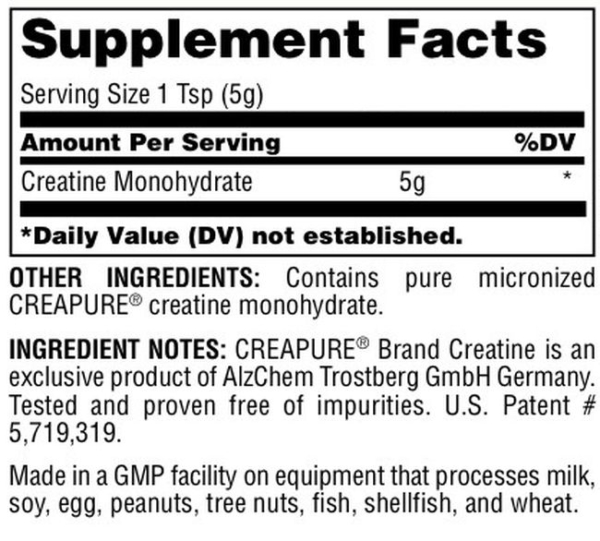 Supplement Facts
Serving Size 1 Tsp (5g)
Amount Per Serving %DV
Creatine Monohydrate 5g *
*Daily Value (DV) not established.
OTHER INGREDIENTS: Contains pure micronized
CREAPURE® creatine monohydrate.
INGREDIENT NOTES: CREAPURE® Brand Creatine is an
exclusive product of AlzChem Trostberg GmbH Germany.
Tested and proven free of impurities. U.S. Patent #
5,719,319.
Made in a GMP facility on equipment that processes milk,
soy, egg, peanuts, tree nuts, fish, shellfish, and wheat.